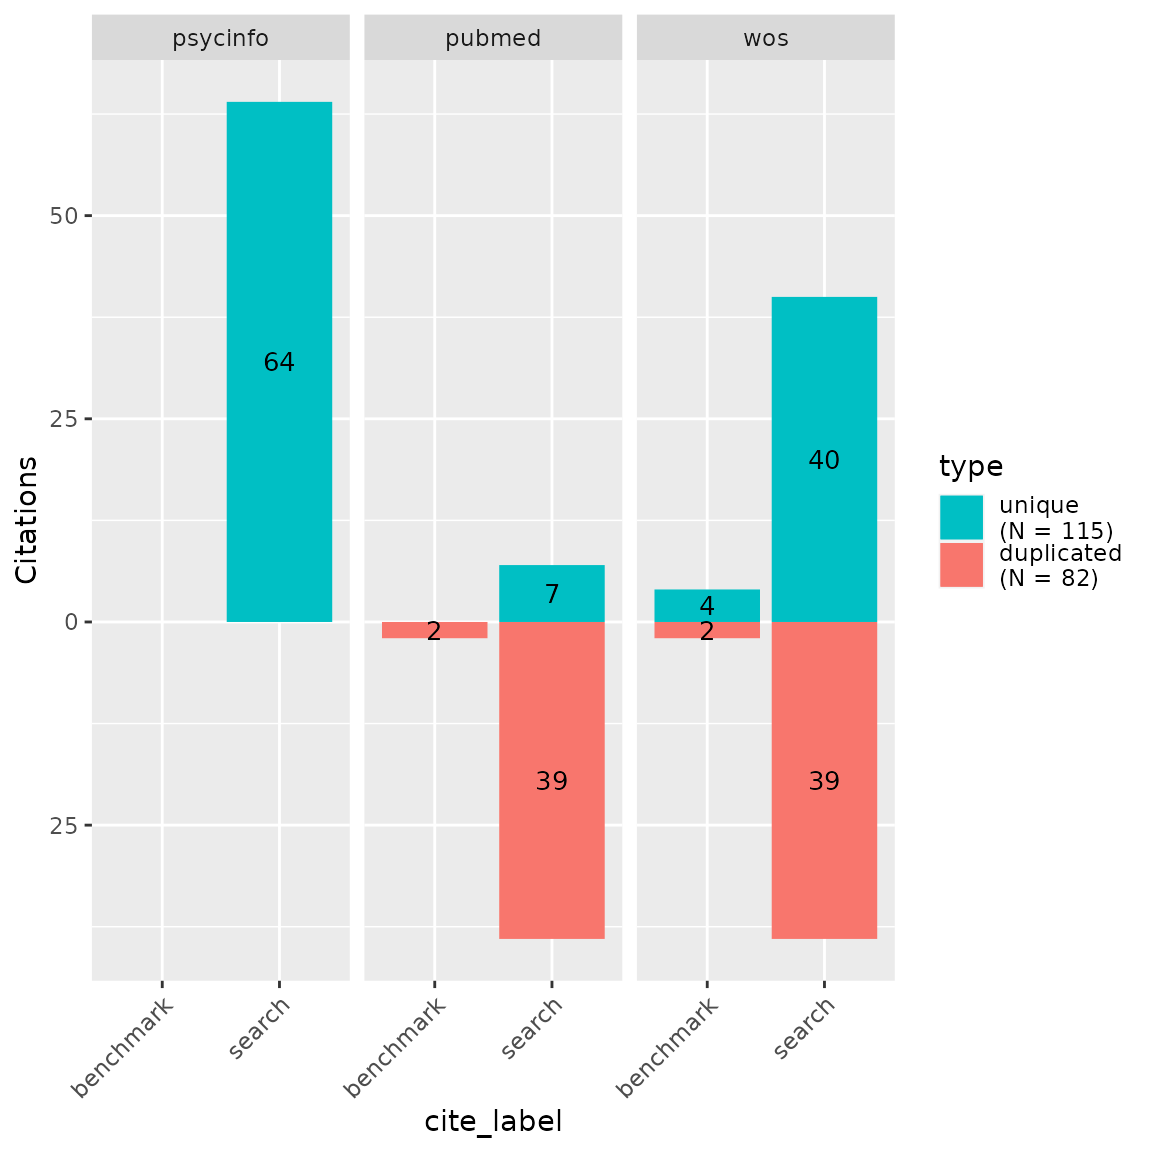 psycinfo
pubmed
wos
Citations
50
25
0
25
64
2
7
39
4
2
40
39
benchmark
search
benchmark
search
benchmark
search
cite_label
type
unique
(N = 115)
duplicated
(N = 82)